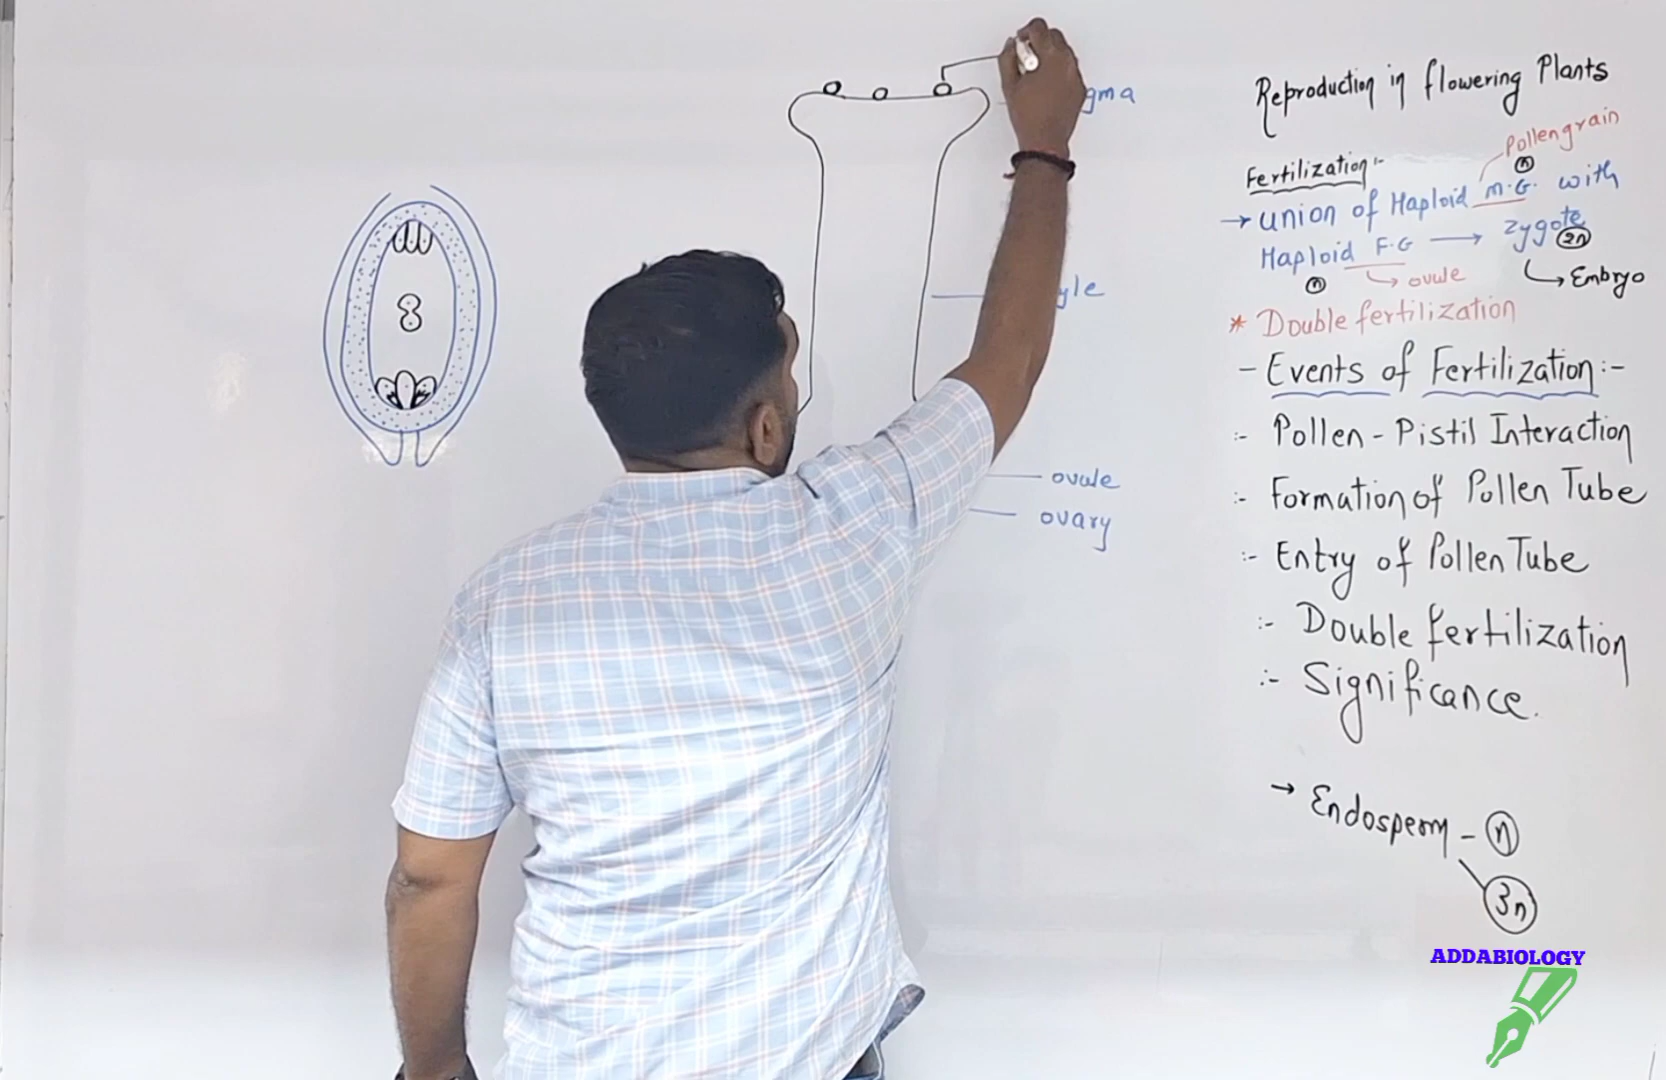 Reproduction in flowering Plants
Pollengrain
Fertilization:-
n
→ union of Haploid M.G. with
Haploid F.G → zygote 2n
n
ovule
Embryo
* Double fertilization
- Events of Fertilization:-
:- Pollen - Pistil Interaction
:- Formation of Pollen Tube
:- Entry of Pollen Tube
:- Double fertilization
:- Significance.
→ Endosperm - n
3n
ovule
ovary
ADDABIOLOGY